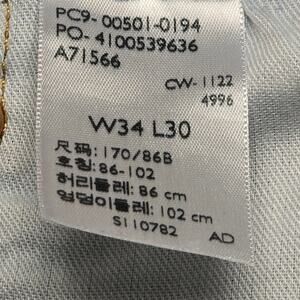 PC9- 00501-0194
PO- 4100539636
A71566
CW-1122
4996
W34 L30
尺码: 170/86B
호칭: 86-102
허리둘레: 86 cm
엉덩이둘레: 102 cm
S110782 AD